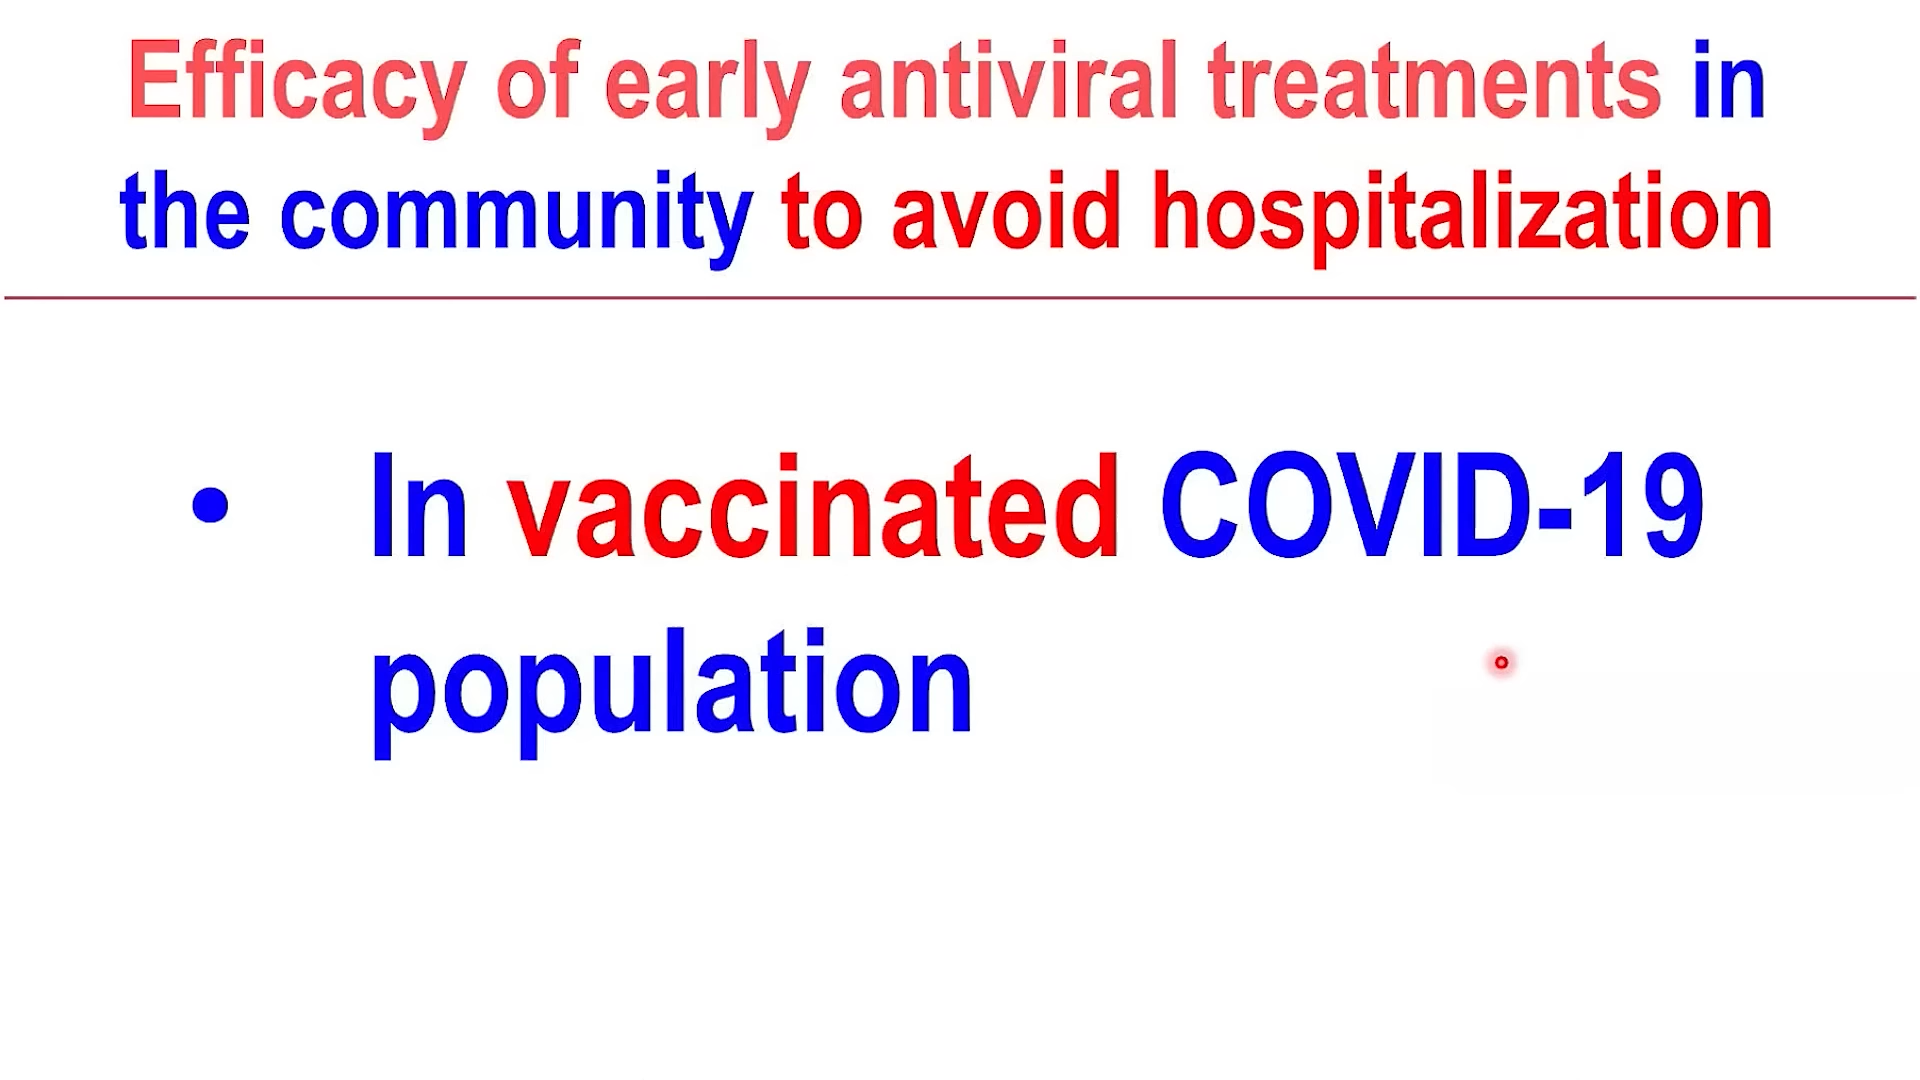 Efficacy of early antiviral treatments in
the community to avoid hospitalization
• In vaccinated COVID-19
population